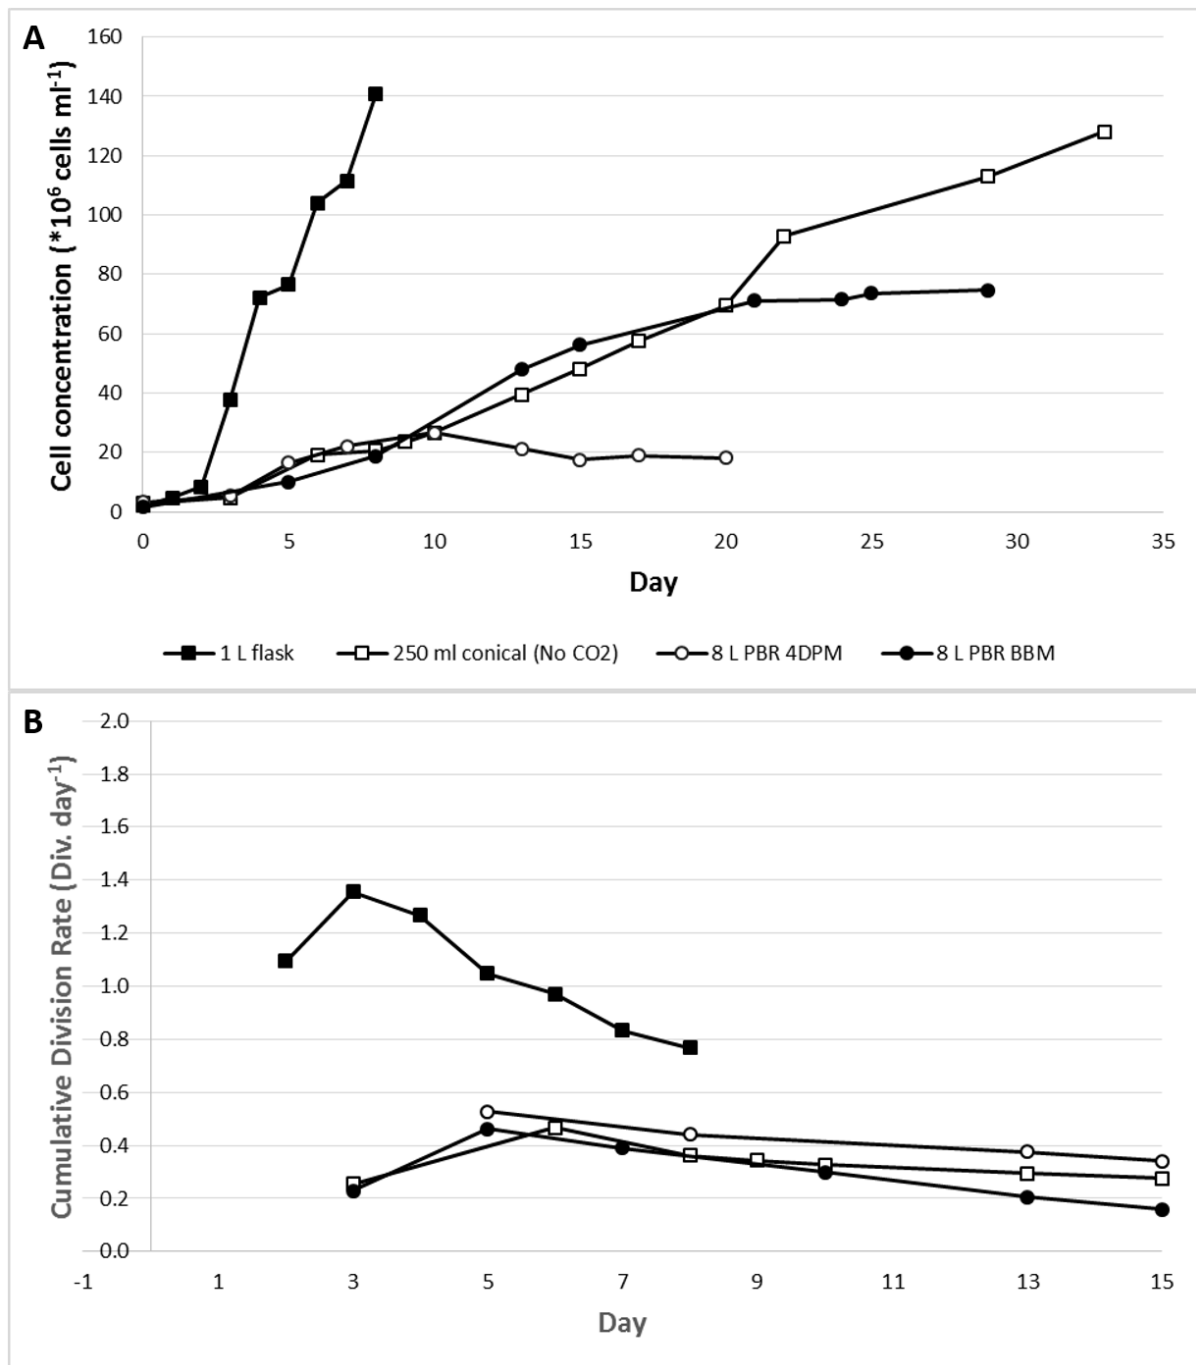 A
Cell concentration (*10⁶ cells ml⁻¹)
160
140
120
100
80
60
40
20
0
0 5 10 15 20 25 30 35
Day
1 L flask 250 ml conical (No CO2) 8 L PBR 4DPM 8 L PBR BBM
B
Cumulative Division Rate (Div. day⁻¹)
2.0
1.8
1.6
1.4
1.2
1.0
0.8
0.6
0.4
0.2
0.0
-1 1 3 5 7 9 11 13 15
Day